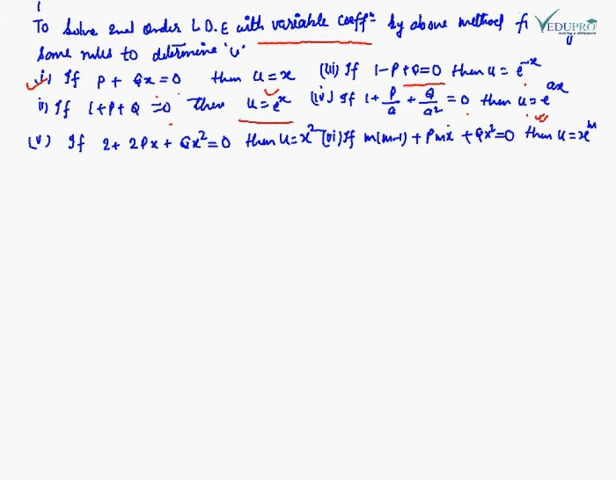 To Solve 2nd Order L.D.E with variable coeffn by above method fi
VEDUPRO
y
Some rules to determine 'u'
i) If P + Qx = 0 then u = x (iii) If 1-P+Q=0 then u = e^-x
ii) If 1+P+Q = 0 then u = e^x (iv) If 1 + P/a + Q/a² = 0 then u = e^ax
(v) If 2 + 2Px + Qx² = 0 then u = x² (vi) If m(m-1) + Pmx + Qx² = 0 then u = x^m